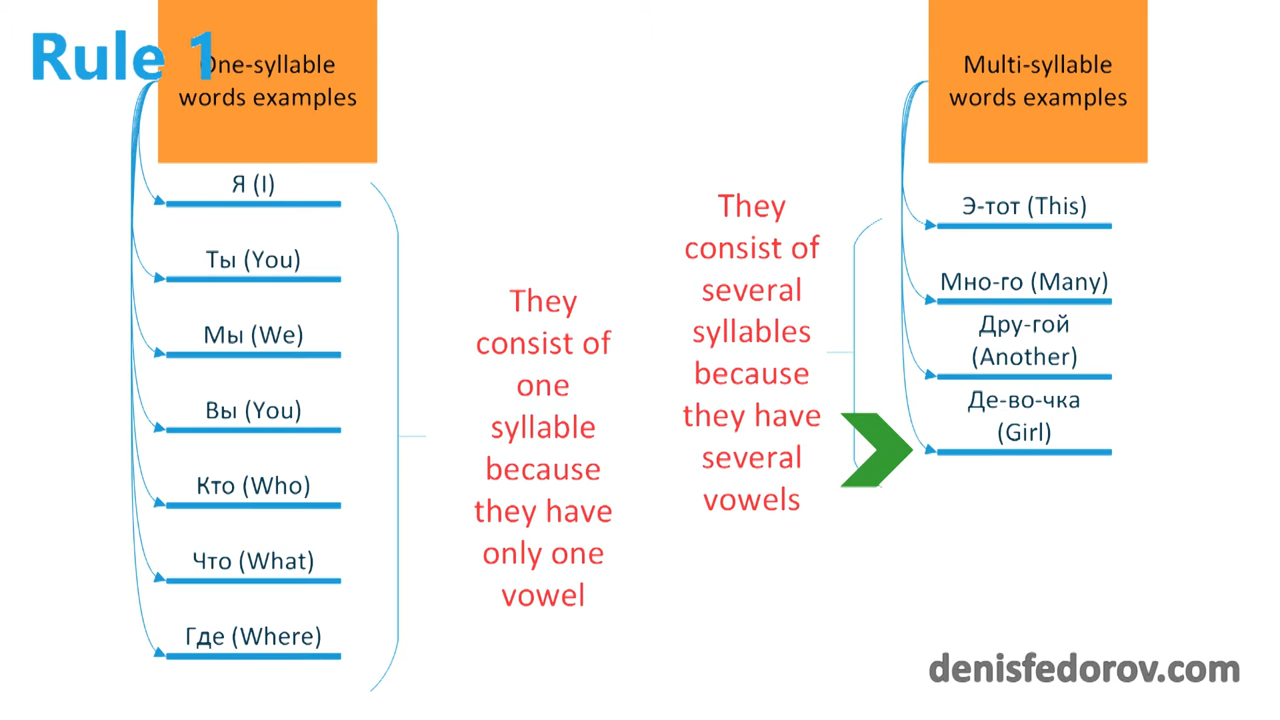 Rule 1
One-syllable
words examples
Я (I)
Ты (You)
Мы (We)
Вы (You)
Кто (Who)
Что (What)
Где (Where)
They
consist of
one
syllable
because
they have
only one
vowel
They
consist of
several
syllables
because
they have
several
vowels
Multi-syllable
words examples
Э-тот (This)
Мно-го (Many)
Дру-гой
(Another)
Де-во-чка
(Girl)
denisfedorov.com